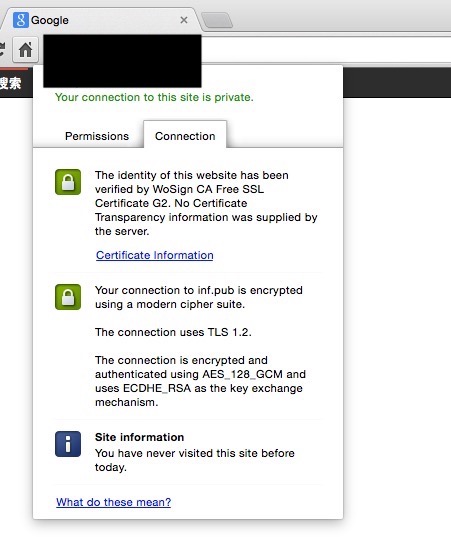 Google
搜索
Your connection to this site is private.
Permissions
Connection
The identity of this website has been
verified by WoSign CA Free SSL
Certificate G2. No Certificate
Transparency information was supplied by
the server.
Certificate Information
Your connection to inf.pub is encrypted
using a modern cipher suite.
The connection uses TLS 1.2.
The connection is encrypted and
authenticated using AES_128_GCM and
uses ECDHE_RSA as the key exchange
mechanism.
Site information
You have never visited this site before
today.
What do these mean?